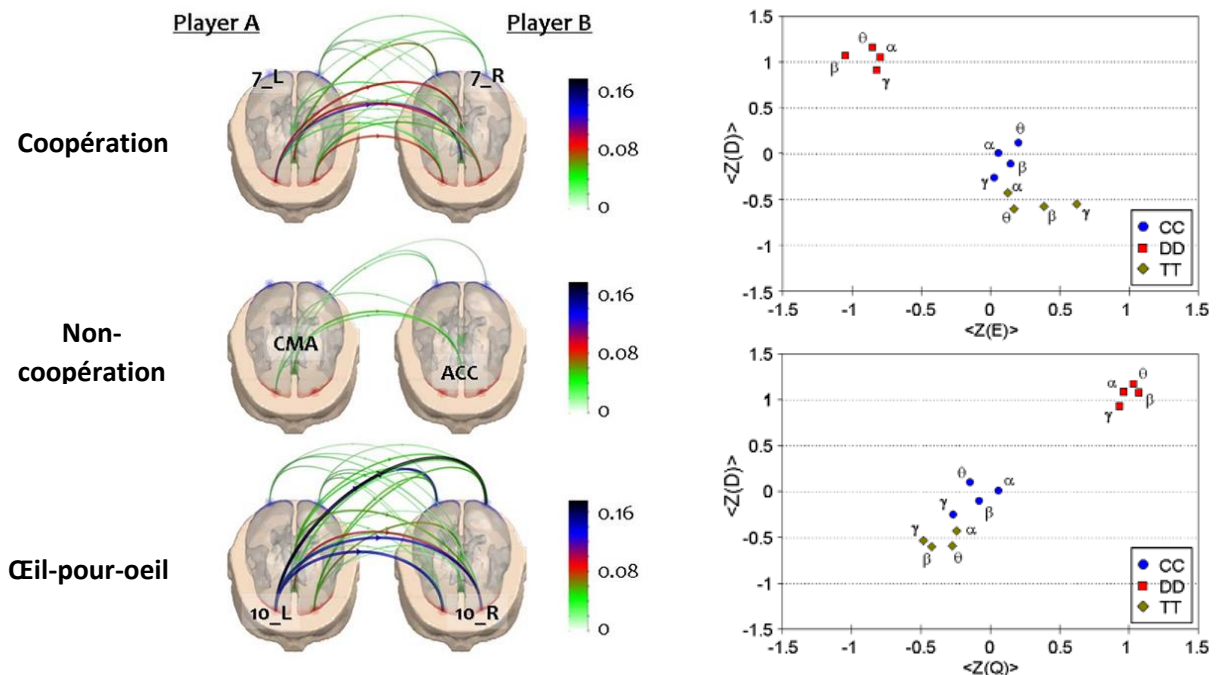 Player A
Player B
7_L
7_R
Coopération
0.16
0.08
0
CMA
ACC
Non-
coopération
0.16
0.08
0
10_L
10_R
Œil-pour-oeil
0.16
0.08
0
1.5
1
0.5
0
-0.5
-1
-1.5
<Z(D)>
θ
α
β
γ
θ
α
β
γ
α
θ
β
γ
CC
DD
TT
-1.5 -1 -0.5 0 0.5 1 1.5
<Z(E)>
1.5
1
0.5
0
-0.5
-1
-1.5
<Z(D)>
θ
α
β
γ
θ
α
γ
β
γ
α
β
θ
CC
DD
TT
-1.5 -1 -0.5 0 0.5 1 1.5
<Z(Q)>